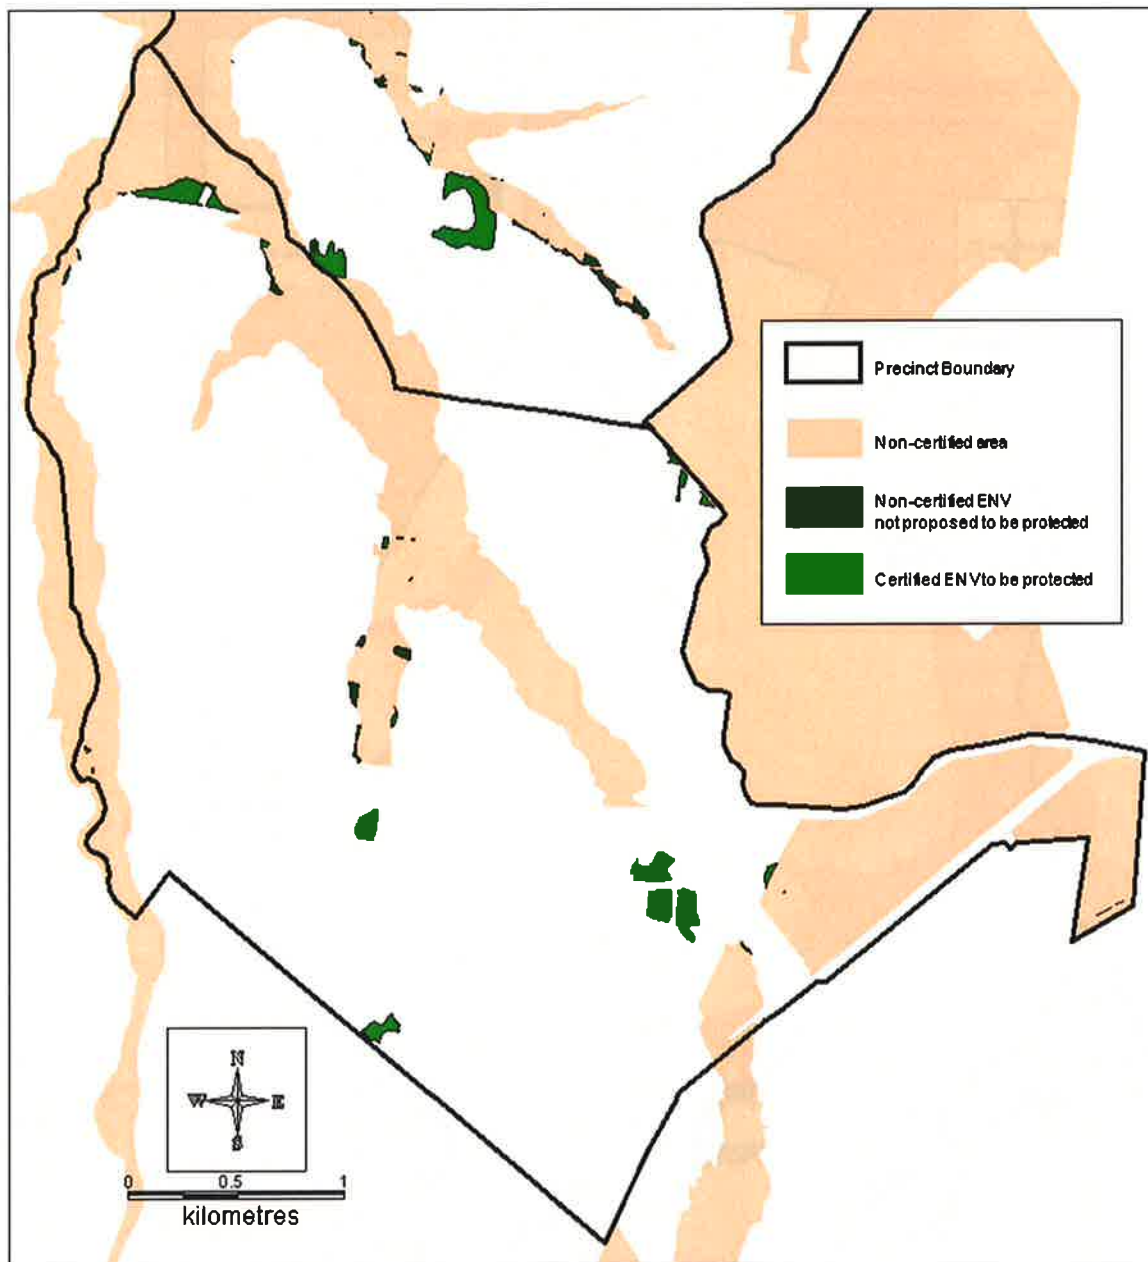 Precinct Boundary
Non-certified area
Non-certified ENV
not proposed to be protected
Certified ENV to be protected
N
W E
S
0 0.5 1
kilometres